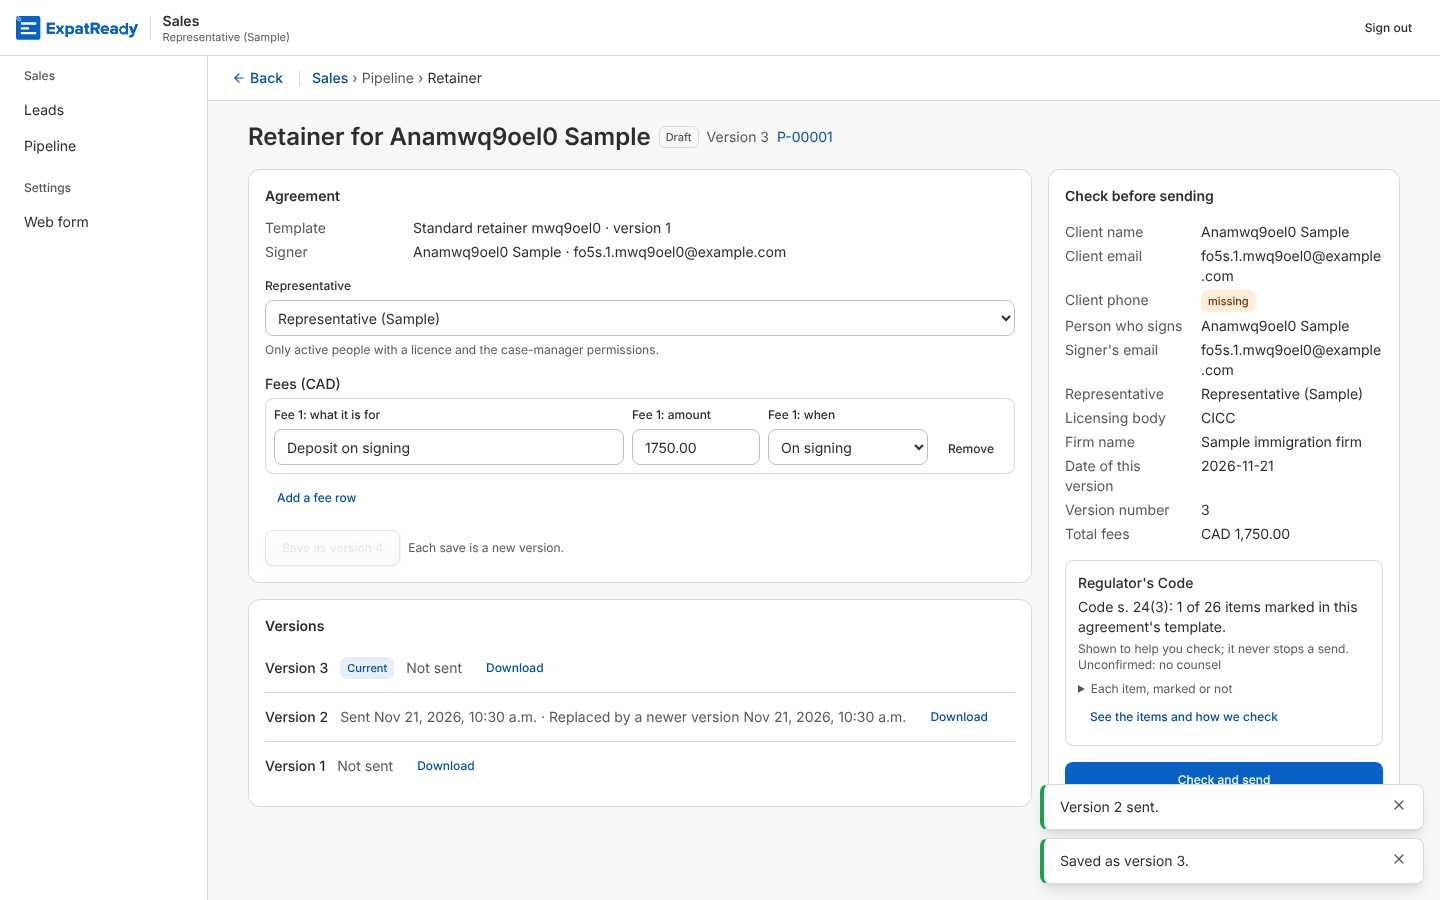 ExpatReady
Sales
Representative (Sample)
Sign out
Sales
Leads
Pipeline
Settings
Web form
← Back
Sales › Pipeline › Retainer
Retainer for Anamwq9oel0 Sample Draft Version 3 P-00001
Agreement
Template Standard retainer mwq9oel0 · version 1
Signer Anamwq9oel0 Sample · fo5s.1.mwq9oel0@example.com
Representative
Representative (Sample)
Only active people with a licence and the case-manager permissions.
Fees (CAD)
Fee 1: what it is for Fee 1: amount Fee 1: when
Deposit on signing 1750.00 On signing Remove
Add a fee row
Save as version 4 Each save is a new version.
Versions
Version 3 Current Not sent Download
Version 2 Sent Nov 21, 2026, 10:30 a.m. · Replaced by a newer version Nov 21, 2026, 10:30 a.m. Download
Version 1 Not sent Download
Check before sending
Client name Anamwq9oel0 Sample
Client email fo5s.1.mwq9oel0@example
.com
Client phone missing
Person who signs Anamwq9oel0 Sample
Signer's email fo5s.1.mwq9oel0@example
.com
Representative Representative (Sample)
Licensing body CICC
Firm name Sample immigration firm
Date of this 2026-11-21
version
Version number 3
Total fees CAD 1,750.00
Regulator's Code
Code s. 24(3): 1 of 26 items marked in this
agreement's template.
Shown to help you check; it never stops a send.
Unconfirmed: no counsel
Each item, marked or not
See the items and how we check
Check and send
Version 2 sent.
Saved as version 3.